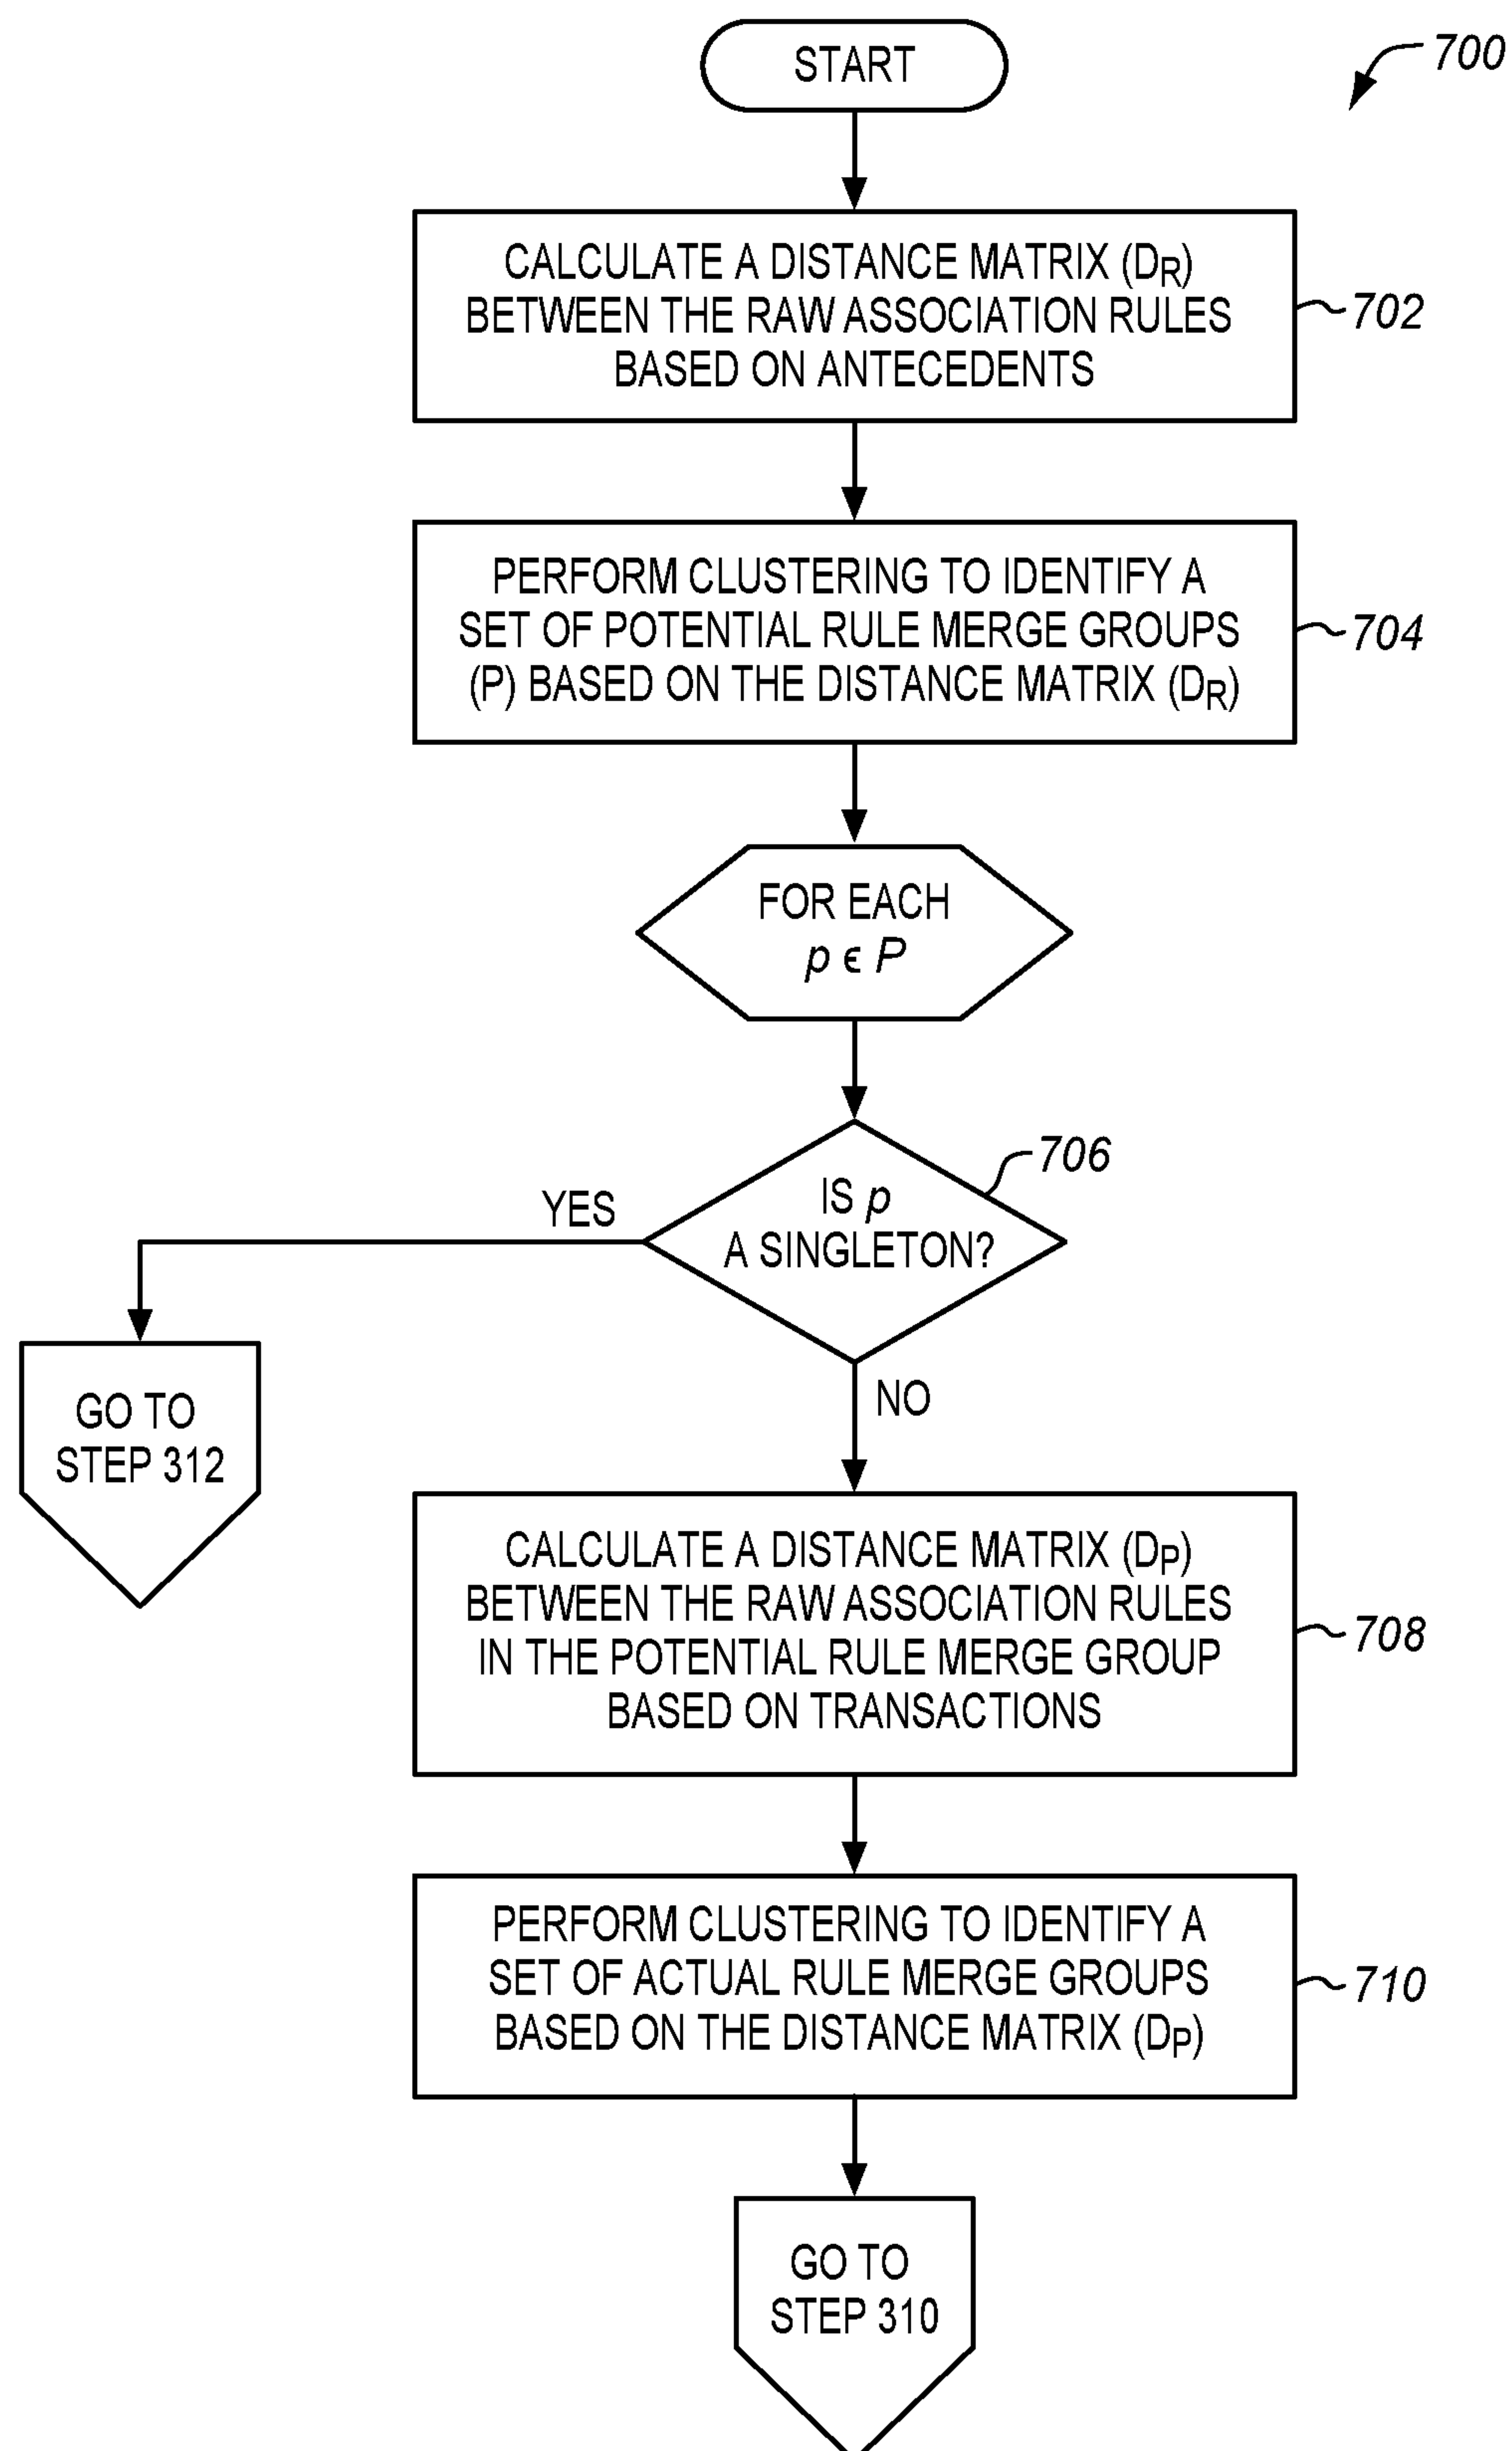 START
700
CALCULATE A DISTANCE MATRIX (DR)
BETWEEN THE RAW ASSOCIATION RULES
BASED ON ANTECEDENTS
702
PERFORM CLUSTERING TO IDENTIFY A
SET OF POTENTIAL RULE MERGE GROUPS
(P) BASED ON THE DISTANCE MATRIX (DR)
704
FOR EACH
p ϵ P
706
IS p
A SINGLETON?
YES
NO
GO TO
STEP 312
CALCULATE A DISTANCE MATRIX (DP)
BETWEEN THE RAW ASSOCIATION RULES
IN THE POTENTIAL RULE MERGE GROUP
BASED ON TRANSACTIONS
708
PERFORM CLUSTERING TO IDENTIFY A
SET OF ACTUAL RULE MERGE GROUPS
BASED ON THE DISTANCE MATRIX (DP)
710
GO TO
STEP 310